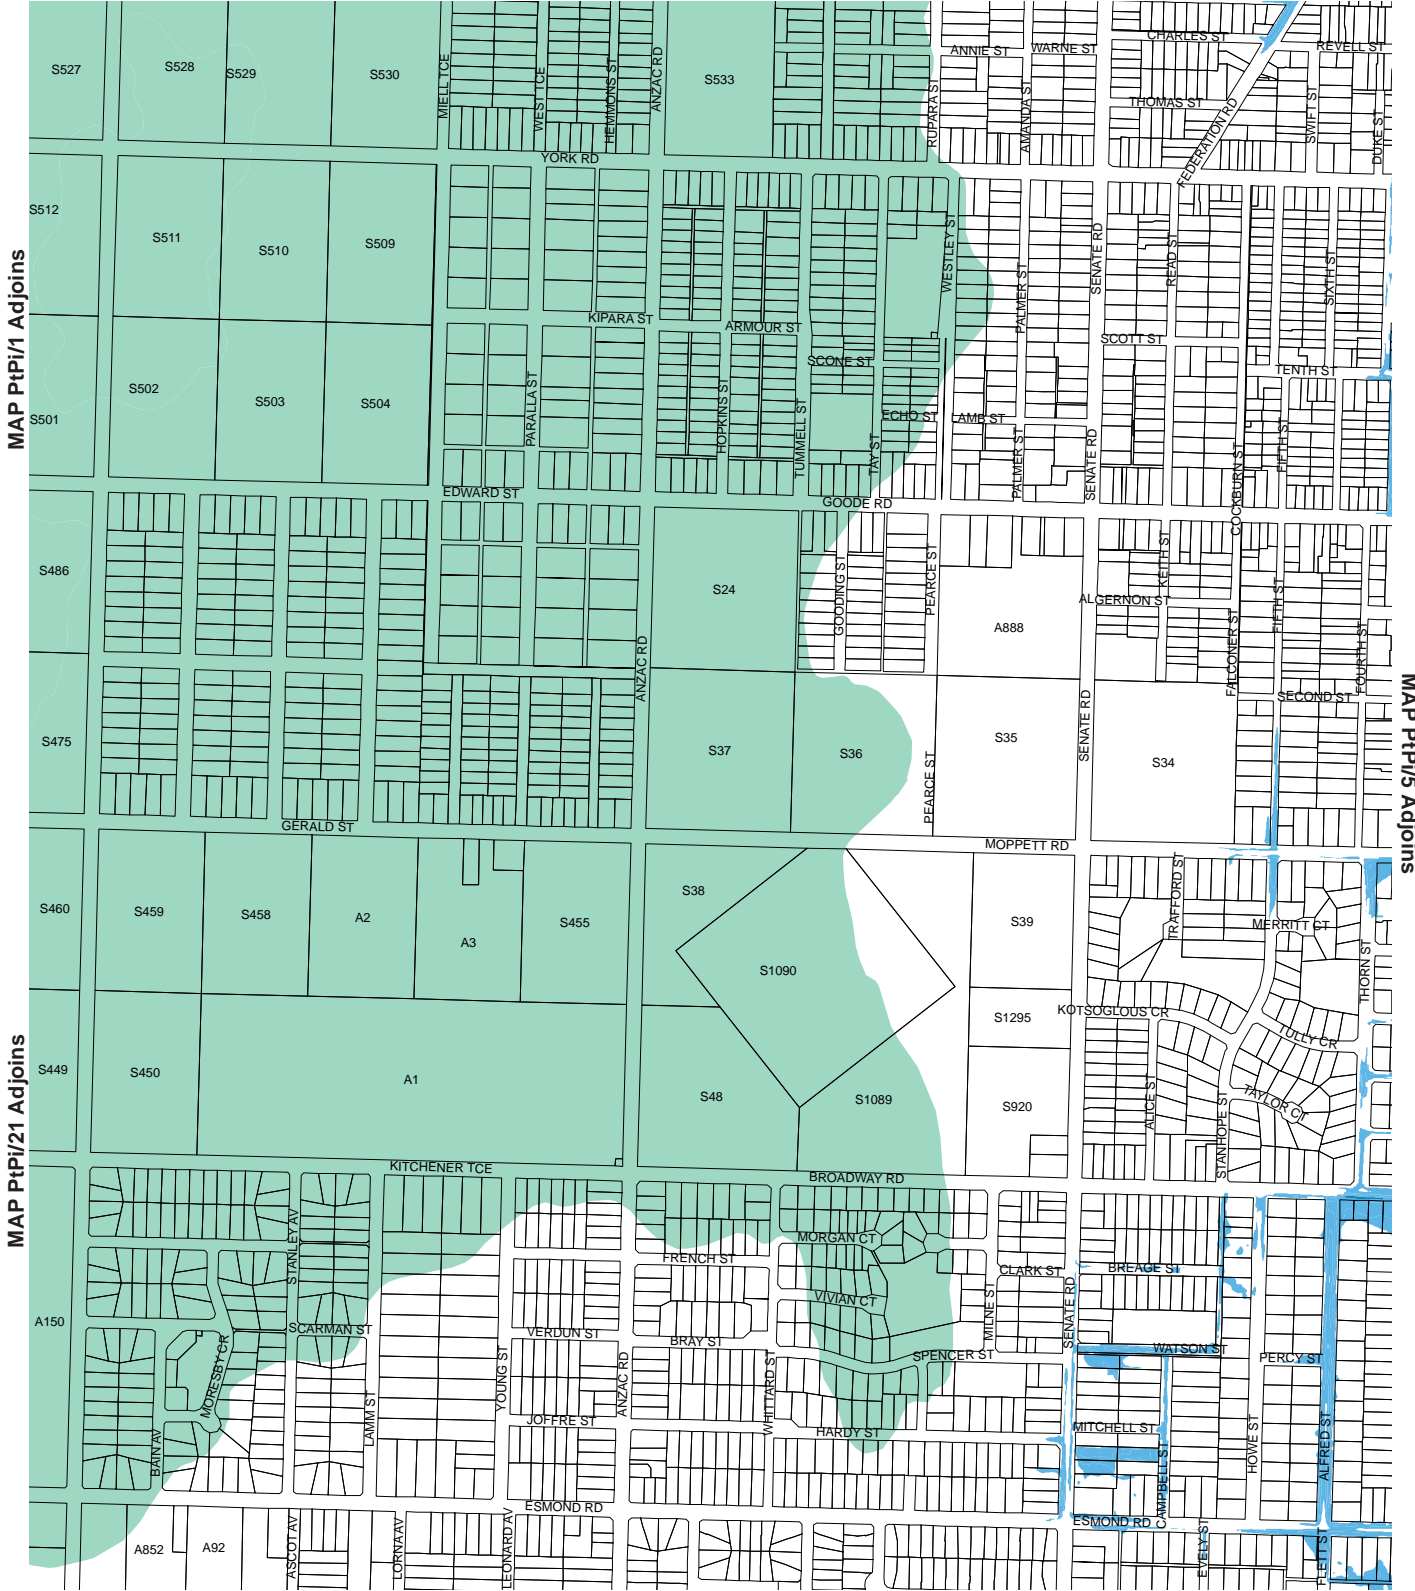 CHARLES ST
REVELL ST
ANNIE ST
WARNE ST
S527
S528
S529
S530
MIELL TCE
WEST TCE
HEMMONS ST
ANZAC RD
S533
RUPARA ST
AMANDA ST
THOMAS ST
FEDERATION RD
SWIFT ST
DUKE ST
YORK RD
S512
S511
S510
S509
WESTLEY ST
PALMER ST
SENATE RD
READ ST
SIXTH ST
MAP PtPi/1 Adjoins
KIPARA ST
ARMOUR ST
SCOTT ST
SCONE ST
TENTH ST
S502
S503
S504
S501
PARALLA ST
HOPKINS ST
TUMMELL ST
TAY ST
ECHO ST
LAMB ST
PALMER ST
SENATE RD
COCKBURN ST
FIFTH ST
EDWARD ST
GOODE RD
S486
S24
GOODING ST
PEARCE ST
KEITH ST
ALGERNON ST
A888
FALCONER ST
FIFTH ST
FOURTH ST
ANZAC RD
SECOND ST
S475
S37
S36
S35
S34
PEARCE ST
SENATE RD
MAP PtPi/5 Adjoins
GERALD ST
MOPPETT RD
S460
S459
S458
A2
A3
S455
S38
S39
TRAFFORD ST
MERRITT CT
THORN ST
S1090
S1295
KOTSOGLOUS CR
TULLY CR
MAP PtPi/21 Adjoins
S449
S450
A1
S48
S1089
S920
ALICE ST
STANHOPE ST
TAYLOR CT
KITCHENER TCE
BROADWAY RD
STANLEY AV
MORGAN CT
FRENCH ST
CLARK ST
BREAGE ST
VIVIAN CT
A150
SCARMAN ST
VERDUN ST
BRAY ST
MILNE ST
SENATE RD
WATSON ST
PERCY ST
SPENCER ST
MORESBY CR
YOUNG ST
ANZAC RD
WHITTARD ST
LAMM ST
JOFFRE ST
HARDY ST
MITCHELL ST
BAIN AV
CAMPBELL ST
HOWE ST
ALFRED ST
ESMOND RD
ESMOND RD
A852
A92
ASCOT AV
LORNA AV
LEONARD AV
EVELY ST
FLETT ST